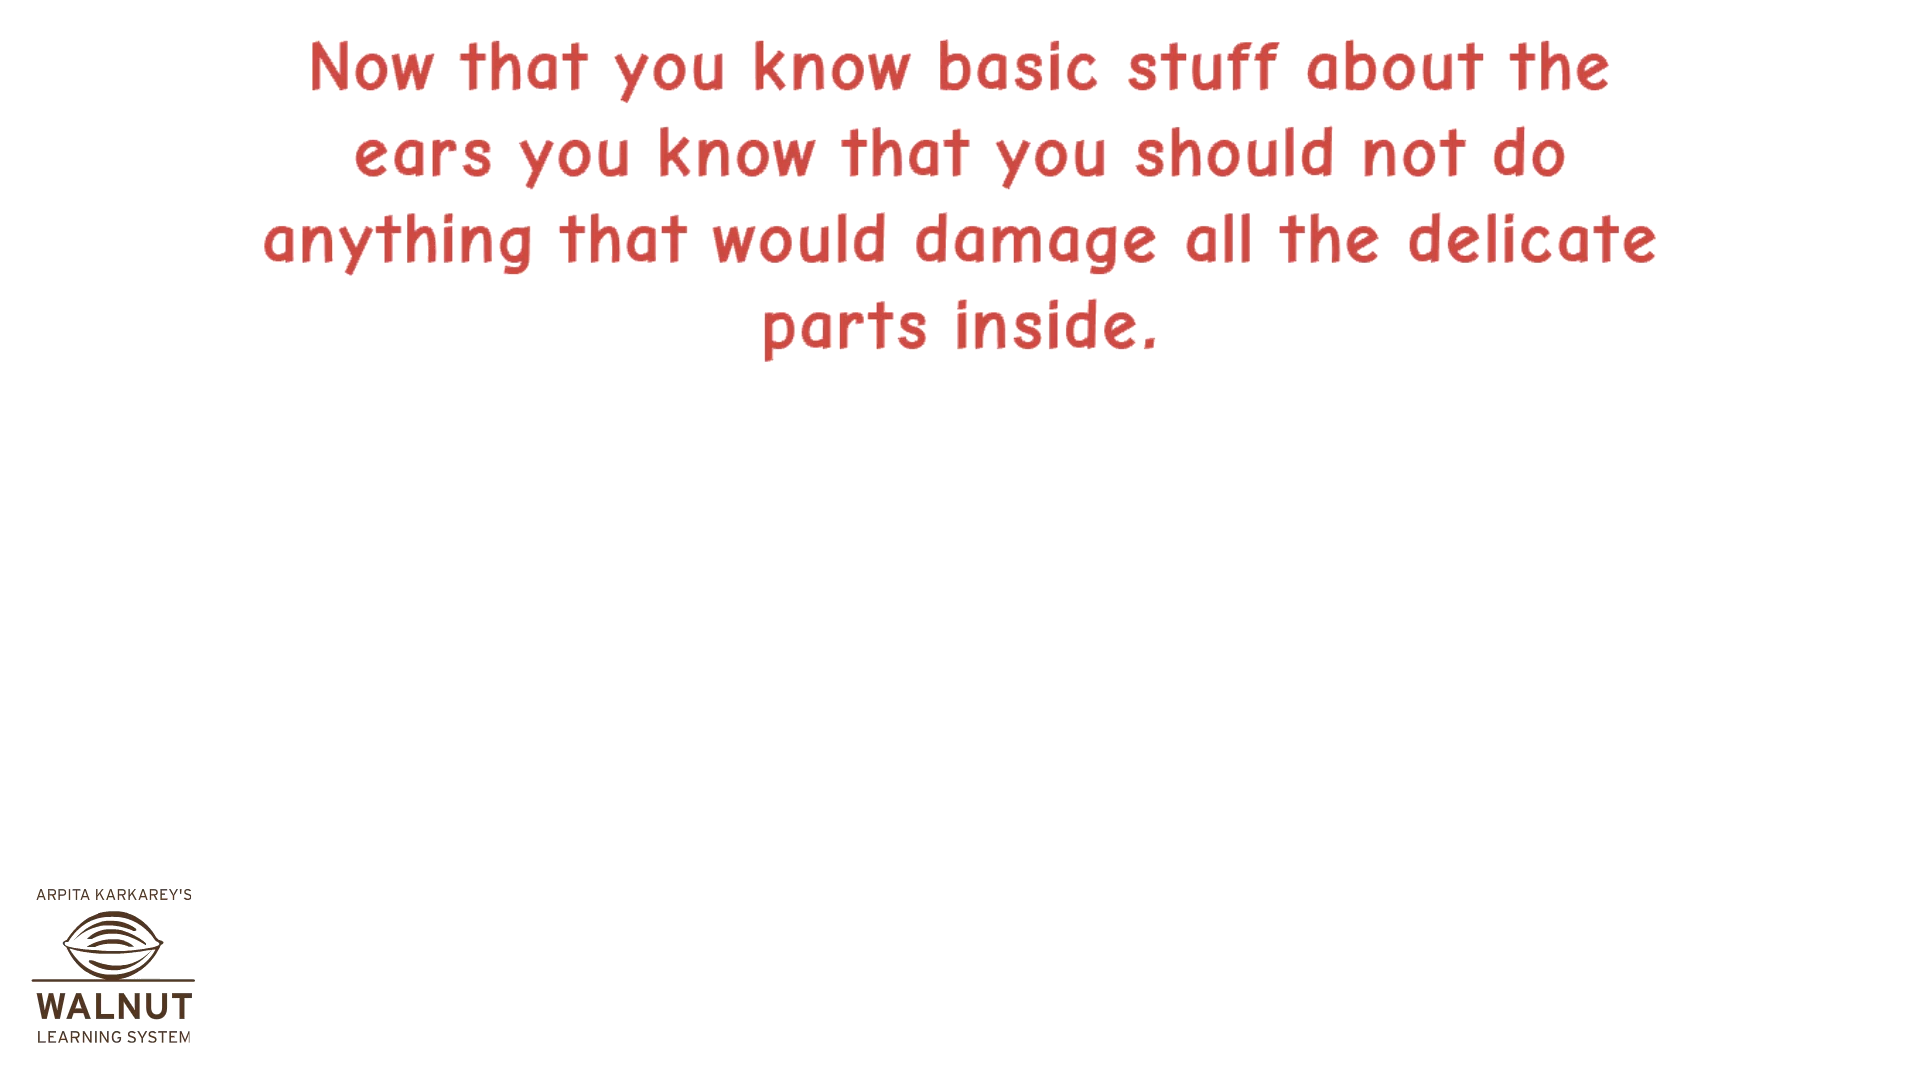 Now that you know basic stuff about the
ears you know that you should not do
anything that would damage all the delicate
parts inside.
ARPITA KARKAREY'S
WALNUT
LEARNING SYSTEM